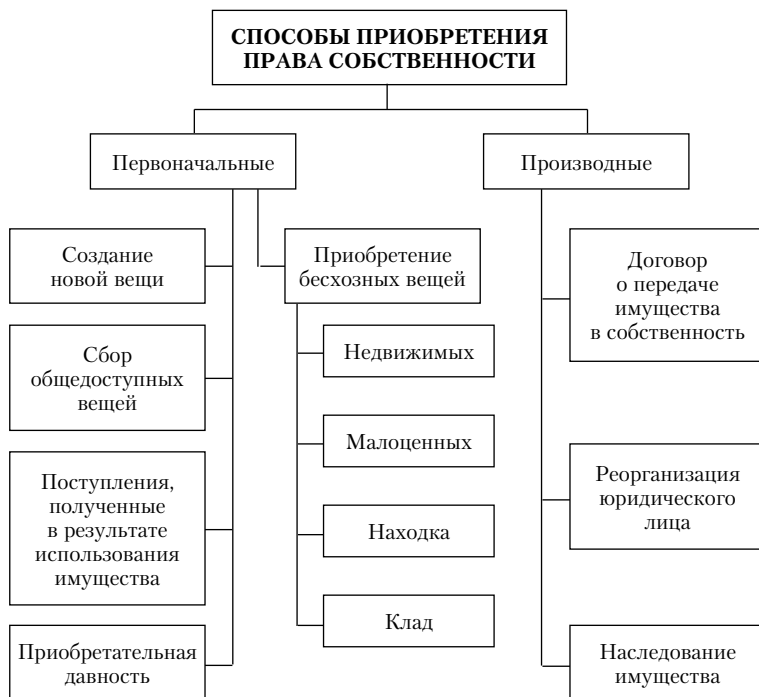 СПОСОБЫ ПРИОБРЕТЕНИЯ
ПРАВА СОБСТВЕННОСТИ
Первоначальные
Производные
Создание
новой вещи
Сбор
общедоступных
вещей
Поступления,
полученные
в результате
использования
имущества
Приобретательная
давность
Приобретение
бесхозных вещей
Недвижимых
Малоценных
Находка
Клад
Договор
о передаче
имущества
в собственность
Реорганизация
юридического
лица
Наследование
имущества